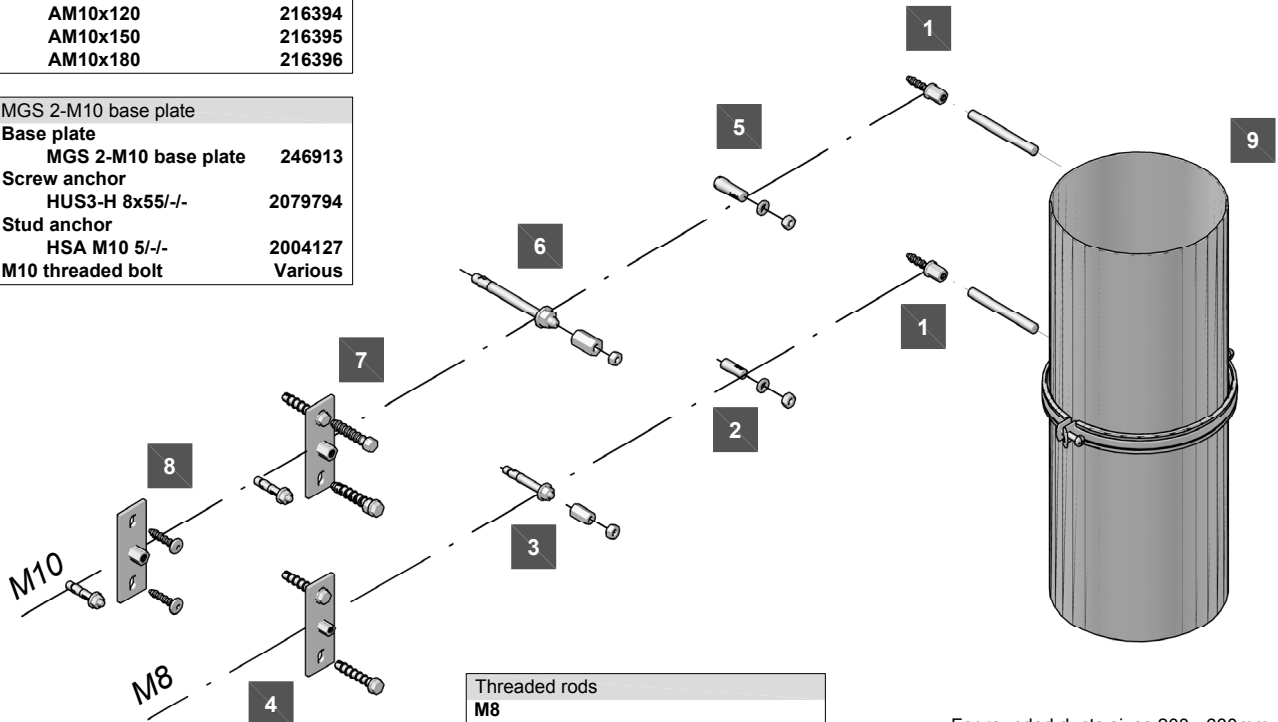 AM10x120 216394
AM10x150 216395
AM10x180 216396
MGS 2-M10 base plate
Base plate
MGS 2-M10 base plate 246913
Screw anchor
HUS3-H 8x55/-/- 2079794
Stud anchor
HSA M10 5/-/- 2004127
M10 threaded bolt Various
1
5
9
6
1
7
2
8
3
M10
M8
4
Threaded rods
M8